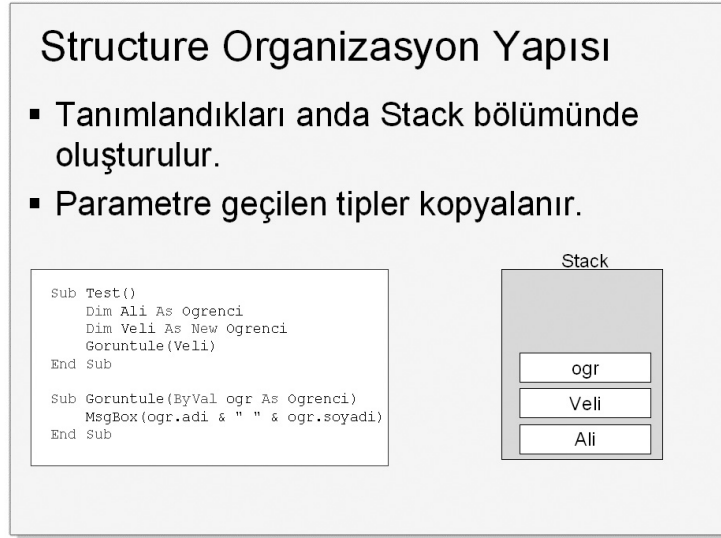 Structure Organizasyon Yapısı
▪ Tanımlandıkları anda Stack bölümünde
oluşturulur.
▪ Parametre geçilen tipler kopyalanır.
Sub Test()
    Dim Ali As Ogrenci
    Dim Veli As New Ogrenci
    Goruntule(Veli)
End Sub
Sub Goruntule(ByVal ogr As Ogrenci)
    MsgBox(ogr.adi & " " & ogr.soyadi)
End Sub
Stack
ogr
Veli
Ali